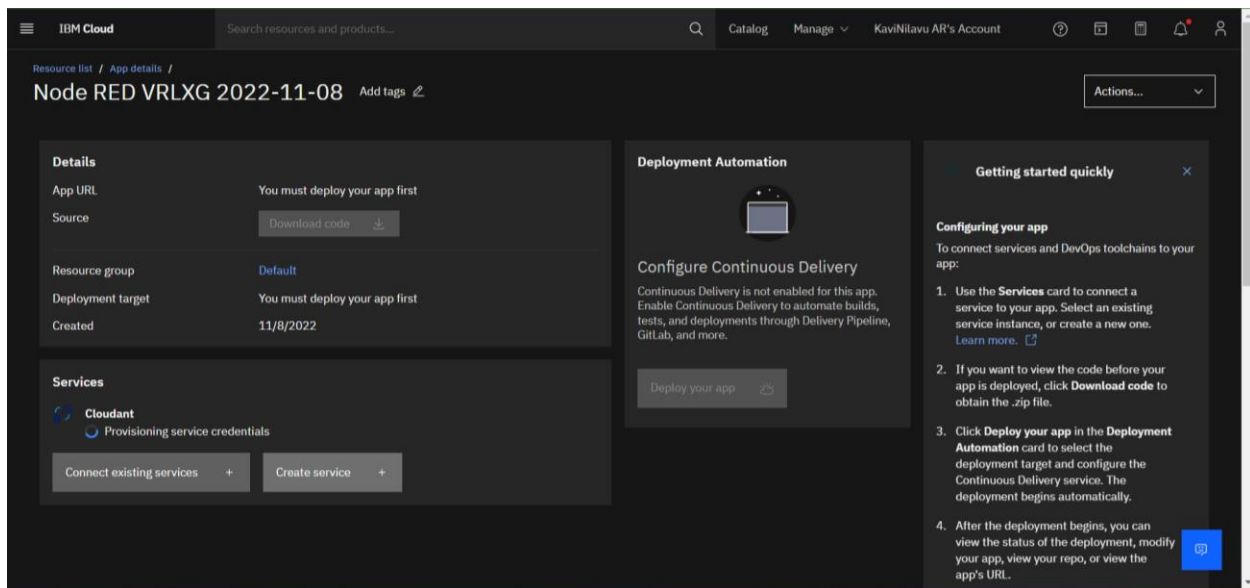 IBM Cloud
Search resources and products...
Catalog
Manage
KaviNilavu AR's Account
Resource list / App details /
Node RED VRLXG 2022-11-08
Add tags
Actions...
Details
App URL
You must deploy your app first
Source
Download code
Resource group
Default
Deployment target
You must deploy your app first
Created
11/8/2022
Services
Cloudant
Provisioning service credentials
Connect existing services +
Create service +
Deployment Automation
Configure Continuous Delivery
Continuous Delivery is not enabled for this app.
Enable Continuous Delivery to automate builds,
tests, and deployments through Delivery Pipeline,
GitLab, and more.
Deploy your app
Getting started quickly
Configuring your app
To connect services and DevOps toolchains to your
app:
1. Use the Services card to connect a
service to your app. Select an existing
service instance, or create a new one.
Learn more.
2. If you want to view the code before your
app is deployed, click Download code to
obtain the .zip file.
3. Click Deploy your app in the Deployment
Automation card to select the
deployment target and configure the
Continuous Delivery service. The
deployment begins automatically.
4. After the deployment begins, you can
view the status of the deployment, modify
your app, view your repo, or view the
app's URL.